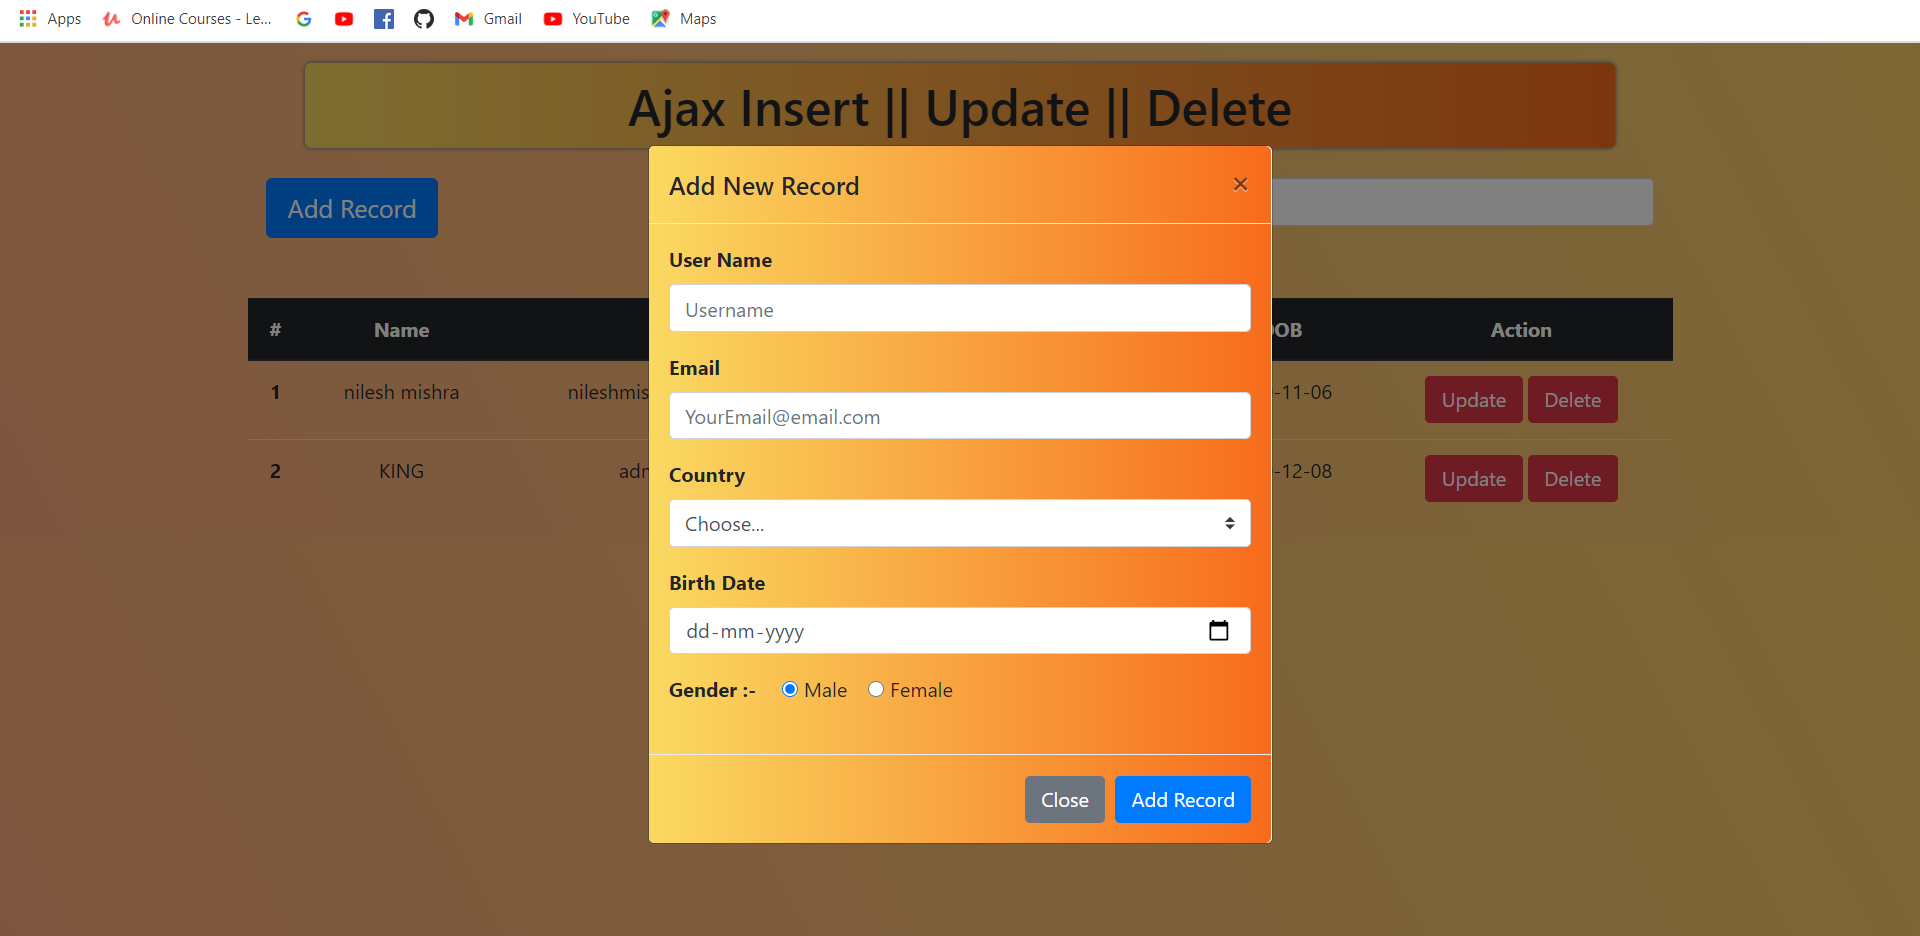 Apps Online Courses - Le... Gmail YouTube Maps
Ajax Insert || Update || Delete
Add Record
Add New Record ×
User Name
Username
Email
YourEmail@email.com
Country
Choose...
Birth Date
dd-mm-yyyy
Gender :- Male Female
Close Add Record
# Name OB Action
1 nilesh mishra nileshmis -11-06 Update Delete
2 KING adm -12-08 Update Delete